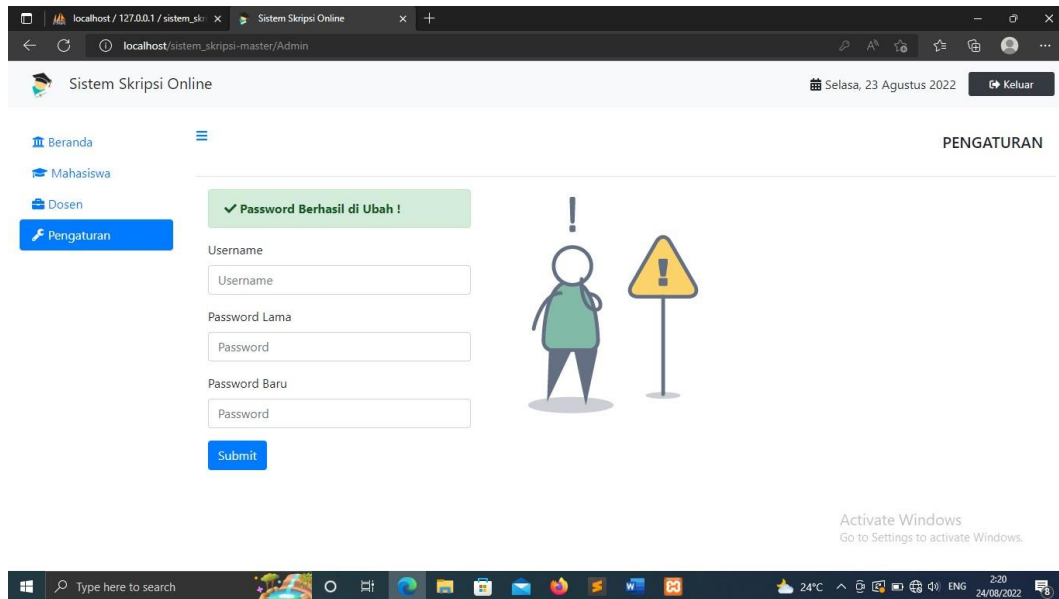 localhost / 127.0.0.1 / sistem_skr
Sistem Skripsi Online
localhost/sistem_skripsi-master/Admin
Sistem Skripsi Online
Selasa, 23 Agustus 2022
Keluar
Beranda
Mahasiswa
Dosen
Pengaturan
PENGATURAN
Password Berhasil di Ubah !
Username
Username
Password Lama
Password
Password Baru
Password
Submit
Activate Windows
Go to Settings to activate Windows.
Type here to search
24°C
ENG
2:20
24/08/2022